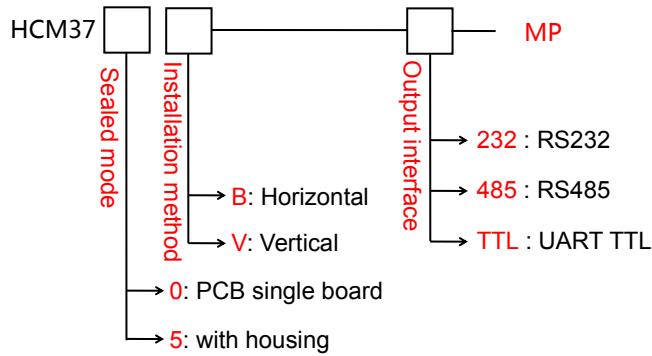 HCM37
MP
Sealed mode
Installation method
Output interface
232 : RS232
485 : RS485
TTL : UART TTL
B: Horizontal
V: Vertical
0: PCB single board
5: with housing